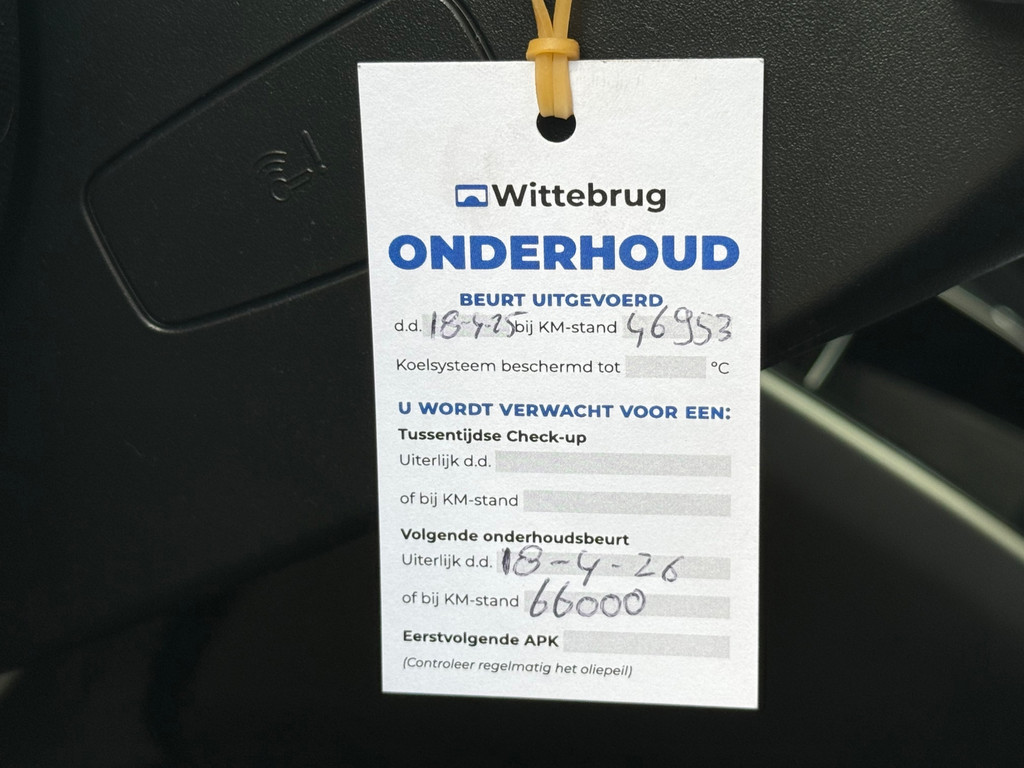 Wittebrug
ONDERHOUD
BEURT UITGEVOERD
d.d. 18-4-25 bij KM-stand 46953
Koelsysteem beschermd tot °C
U WORDT VERWACHT VOOR EEN:
Tussentijdse Check-up
Uiterlijk d.d.
of bij KM-stand
Volgende onderhoudsbeurt
Uiterlijk d.d. 18-4-26
of bij KM-stand 66000
Eerstvolgende APK
(Controleer regelmatig het oliepeil)